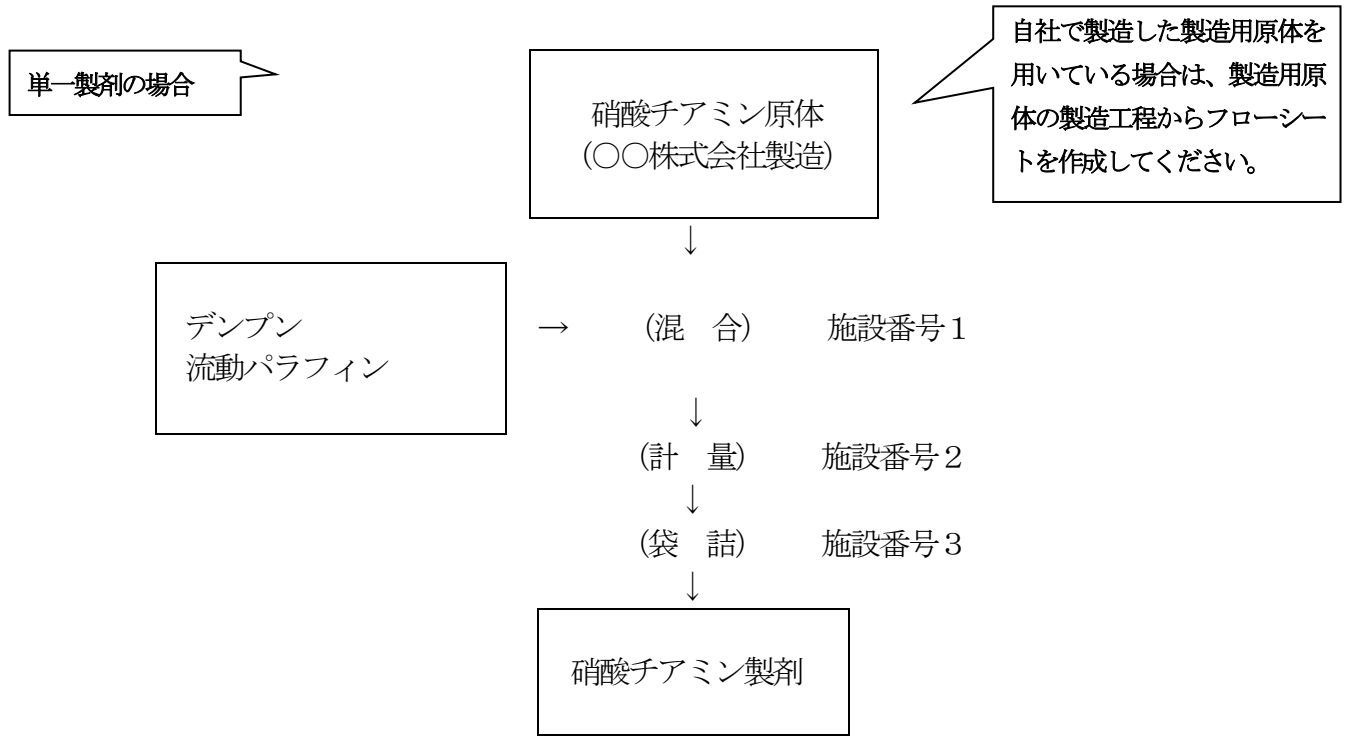 単一製剤の場合
自社で製造した製造用原体を
用いている場合は、製造用原
体の製造工程からフローシー
トを作成してください。
硝酸チアミン原体
(○○株式会社製造)
↓
デンプン
流動パラフィン
→ (混　合)　施設番号１
↓
(計　量)　施設番号２
↓
(袋　詰)　施設番号３
↓
硝酸チアミン製剤